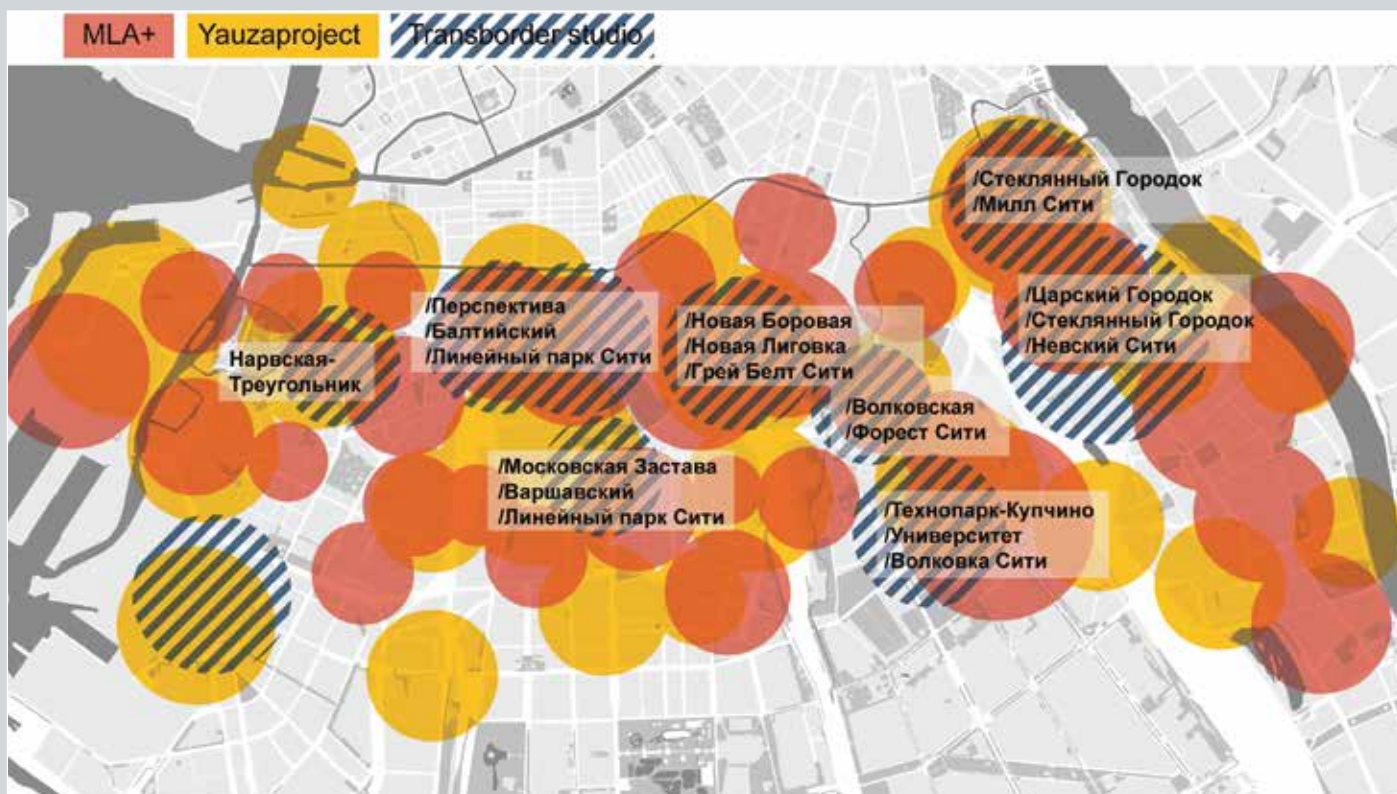 MLA+ Yauzaproject Transborder studio
/Стеклянный Городок
/Милл Сити
/Царский Городок
/Стеклянный Городок
/Невский Сити
/Перспектива
/Балтийский
/Линейный парк Сити
/Новая Боровая
/Новая Лиговка
/Грей Белт Сити
Нарвская-
Треугольник
/Волковская
/Форест Сити
/Московская Застава
/Варшавский
/Линейный парк Сити
/Технопарк-Купчино
/Университет
/Волковка Сити